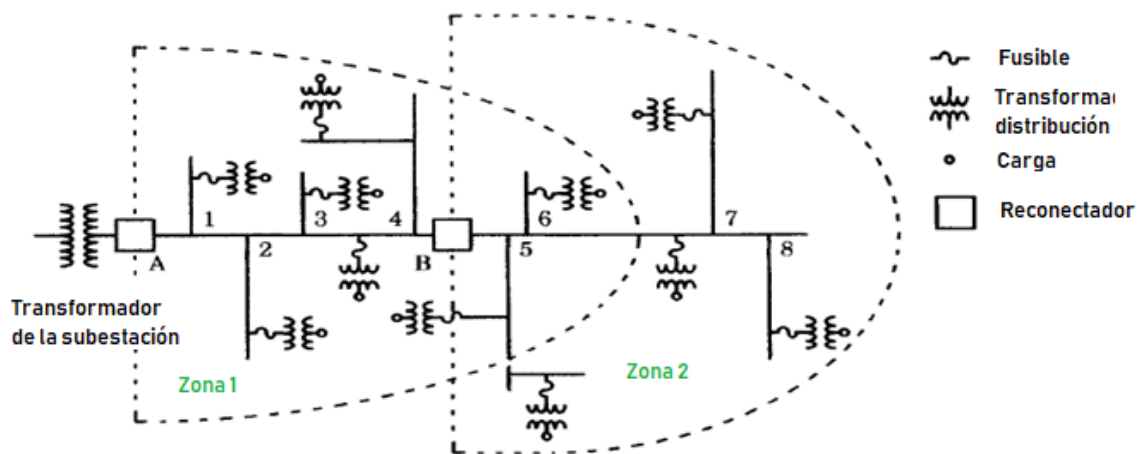 Fusible
Transforma
distribución
Carga
Reconectador
1
3
4
6
7
A
2
B
5
8
Transformador
de la subestación
Zona 1
Zona 2